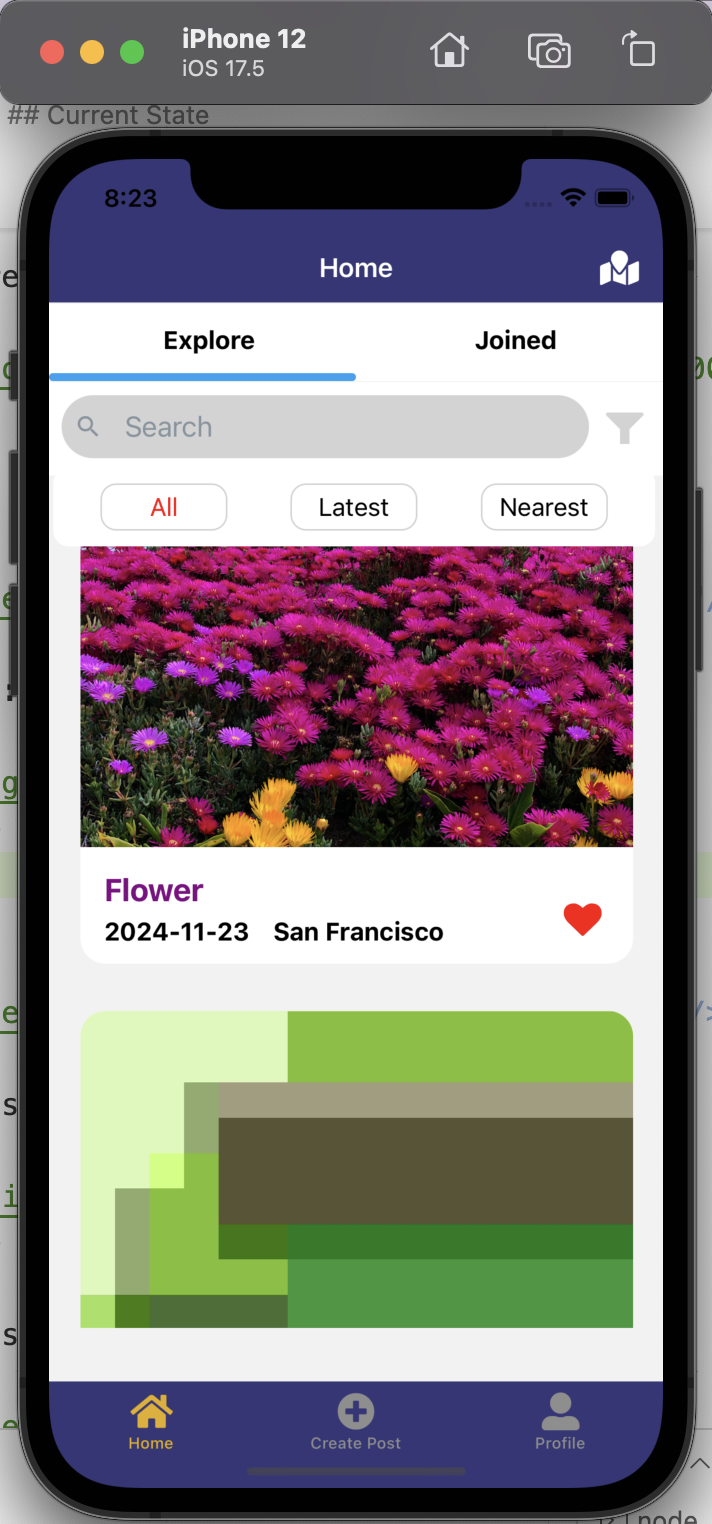 iPhone 12
iOS 17.5
## Current State
8:23
Home
Explore
Joined
Search
All
Latest
Nearest
Flower
2024-11-23 San Francisco
Home
Create Post
Profile
node